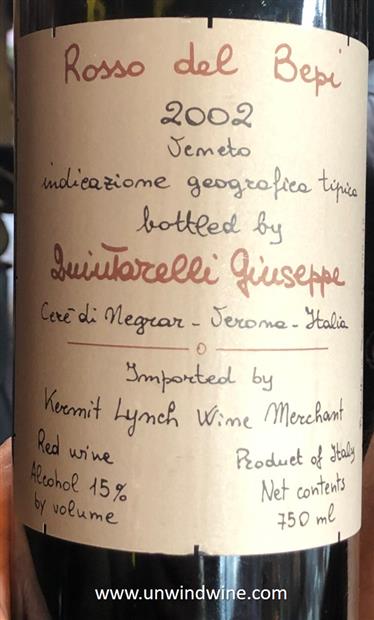 Rosso del Bepi
2002
Veneto
indicazione geografica tipica
bottled by
Quintarelli Giuseppe
Cerè di Negrar - Verona - Italia
Imported by
Kermit Lynch Wine Merchant
Red wine
Alcohol 15%
by volume
Product of Italy
Net contents
750 ml
www.unwindwine.com